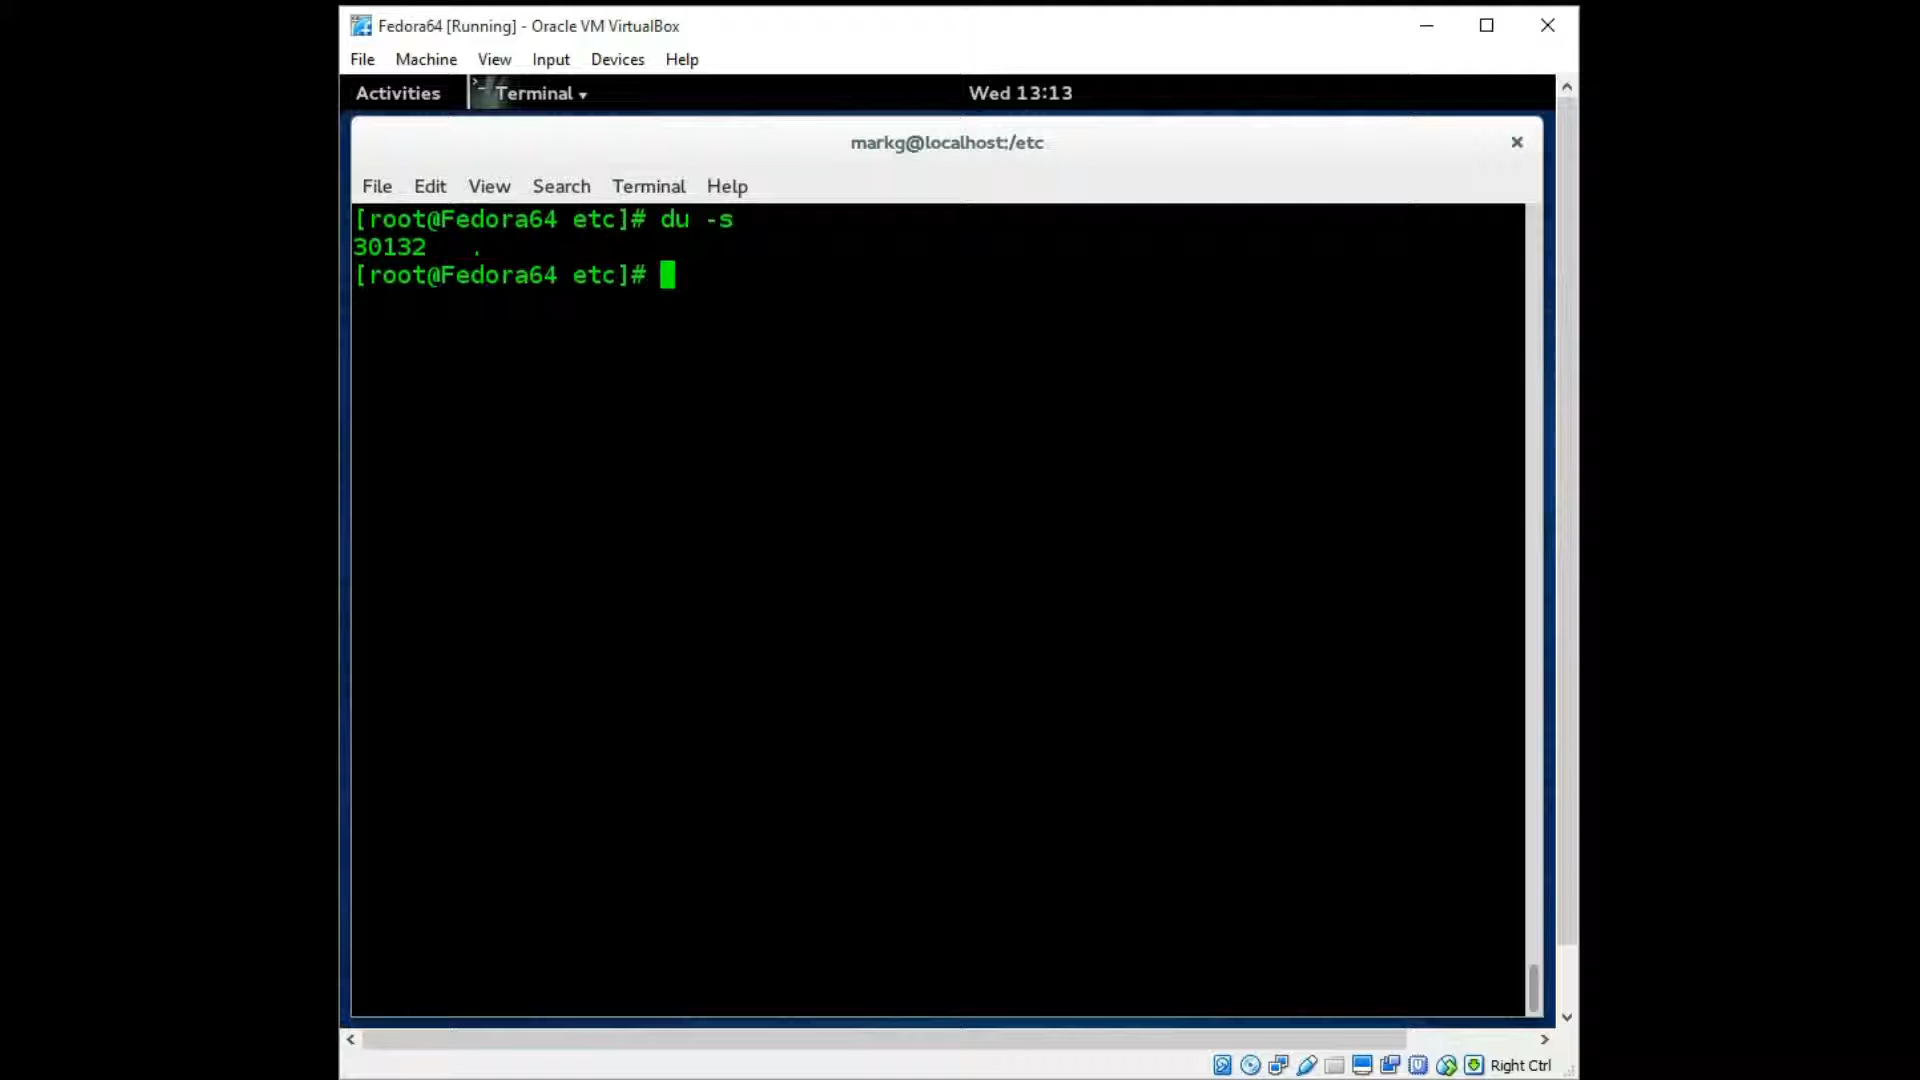 Fedora64 [Running] - Oracle VM VirtualBox
File Machine View Input Devices Help
Activities Terminal Wed 13:13
markg@localhost:/etc
File Edit View Search Terminal Help
[root@Fedora64 etc]# du -s
30132 .
[root@Fedora64 etc]#
Right Ctrl